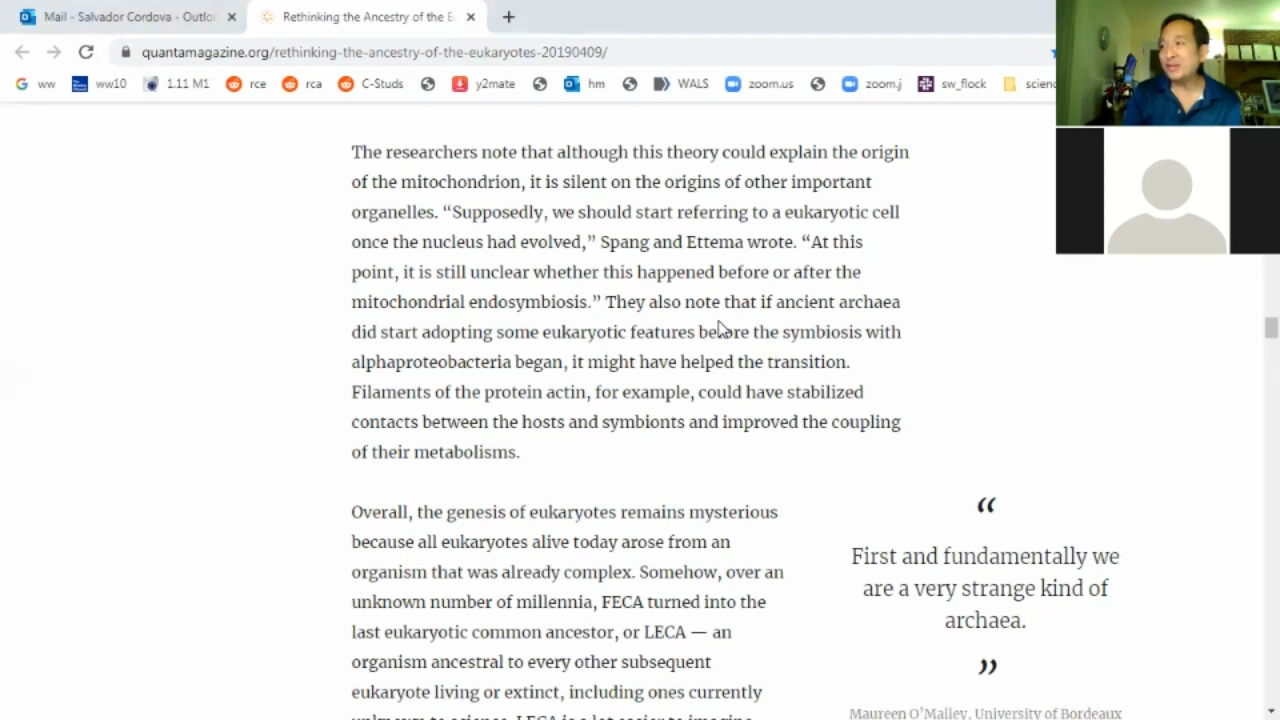 Mail - Salvador Cordova - Outlo
Rethinking the Ancestry of the E
quantamagazine.org/rethinking-the-ancestry-of-the-eukaryotes-20190409/
ww
ww10
1.11 M1
rce
rca
C-Studs
y2mate
hm
WALS
zoom.us
zoom.j
sw_flock
scienc
The researchers note that although this theory could explain the origin
of the mitochondrion, it is silent on the origins of other important
organelles. “Supposedly, we should start referring to a eukaryotic cell
once the nucleus had evolved,” Spang and Ettema wrote. “At this
point, it is still unclear whether this happened before or after the
mitochondrial endosymbiosis.” They also note that if ancient archaea
did start adopting some eukaryotic features before the symbiosis with
alphaproteobacteria began, it might have helped the transition.
Filaments of the protein actin, for example, could have stabilized
contacts between the hosts and symbionts and improved the coupling
of their metabolisms.
Overall, the genesis of eukaryotes remains mysterious
because all eukaryotes alive today arose from an
organism that was already complex. Somehow, over an
unknown number of millennia, FECA turned into the
last eukaryotic common ancestor, or LECA — an
organism ancestral to every other subsequent
eukaryote living or extinct, including ones currently
unknown to science. LECA is a lot easier to imagine
“
First and fundamentally we
are a very strange kind of
archaea.
”
Maureen O’Malley, University of Bordeaux